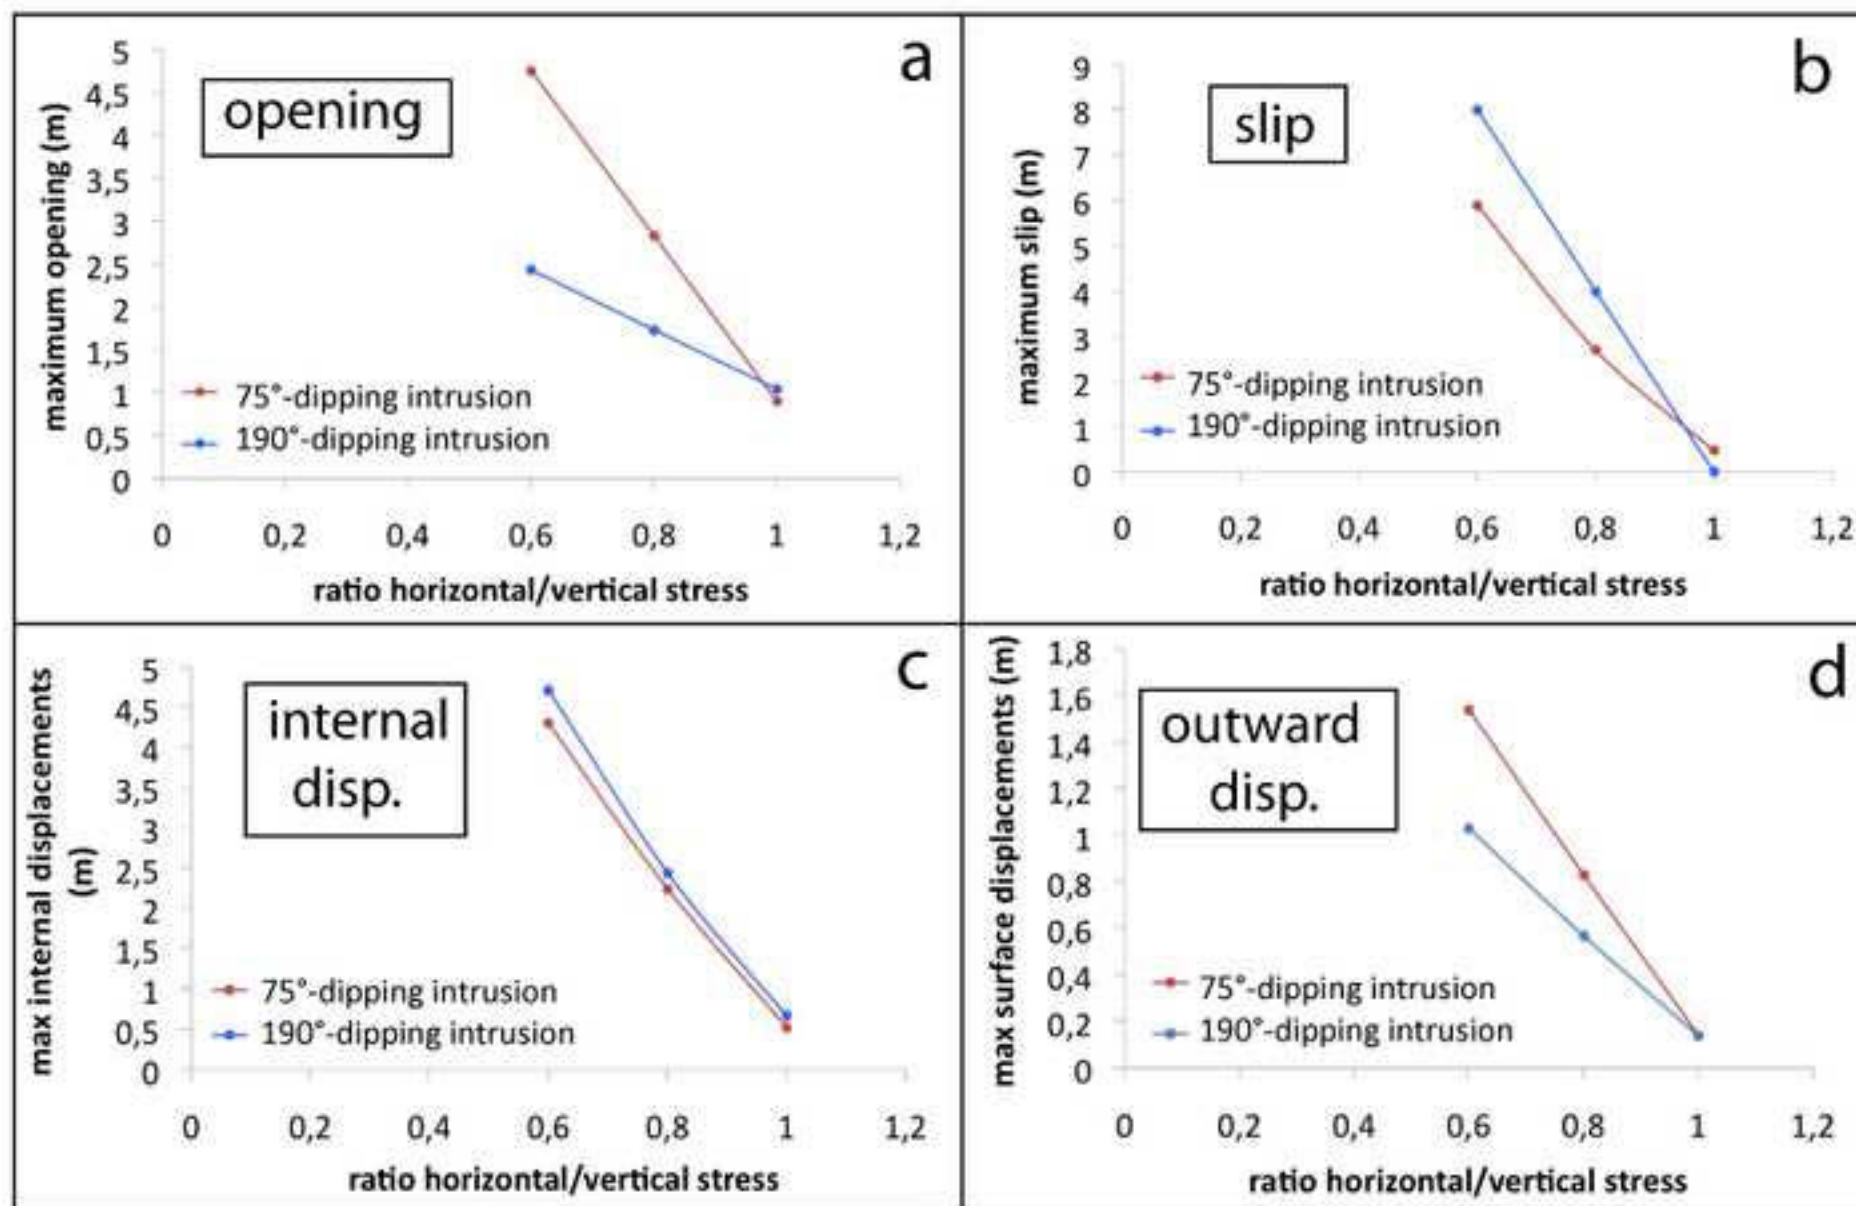 a
opening
maximum opening (m)
5
4,5
4
3,5
3
2,5
2
1,5
1
0,5
0
75°-dipping intrusion
190°-dipping intrusion
0 0,2 0,4 0,6 0,8 1 1,2
ratio horizontal/vertical stress
b
slip
maximum slip (m)
9
8
7
6
5
4
3
2
1
0
75°-dipping intrusion
190°-dipping intrusion
0 0,2 0,4 0,6 0,8 1 1,2
ratio horizontal/vertical stress
c
internal
disp.
max internal displacements
(m)
5
4,5
4
3,5
3
2,5
2
1,5
1
0,5
0
75°-dipping intrusion
190°-dipping intrusion
0 0,2 0,4 0,6 0,8 1 1,2
ratio horizontal/vertical stress
d
outward
disp.
max surface displacements (m)
1,8
1,6
1,4
1,2
1
0,8
0,6
0,4
0,2
0
75°-dipping intrusion
190°-dipping intrusion
0 0,2 0,4 0,6 0,8 1 1,2
ratio horizontal/vertical stress